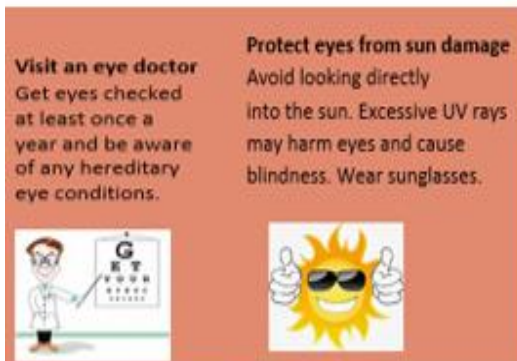 Visit an eye doctor
Get eyes checked
at least once a
year and be aware
of any hereditary
eye conditions.
Protect eyes from sun damage
Avoid looking directly
into the sun. Excessive UV rays
may harm eyes and cause
blindness. Wear sunglasses.
G
E T
Y O U R